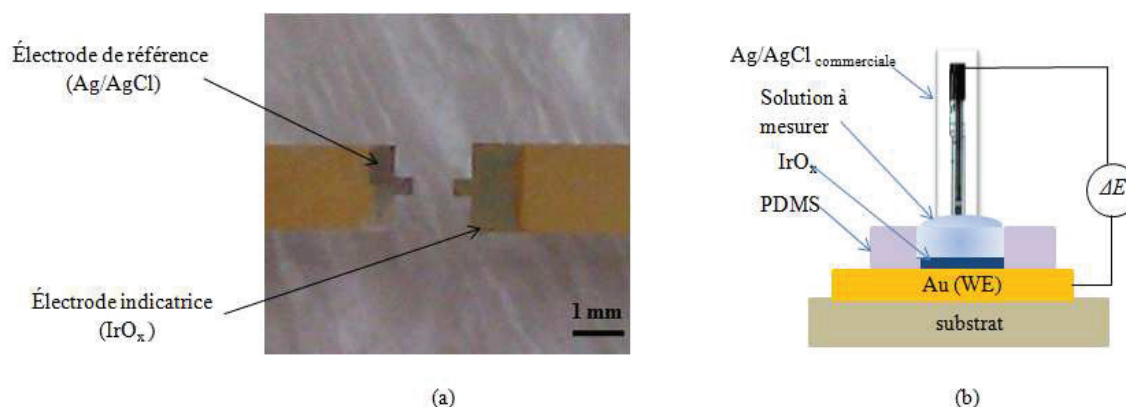 Électrode de référence
(Ag/AgCl)
Électrode indicatrice
(IrOx)
1 mm
(a)
Ag/AgCl commerciale
Solution à
mesurer
IrOx
PDMS
ΔE
Au (WE)
substrat
(b)